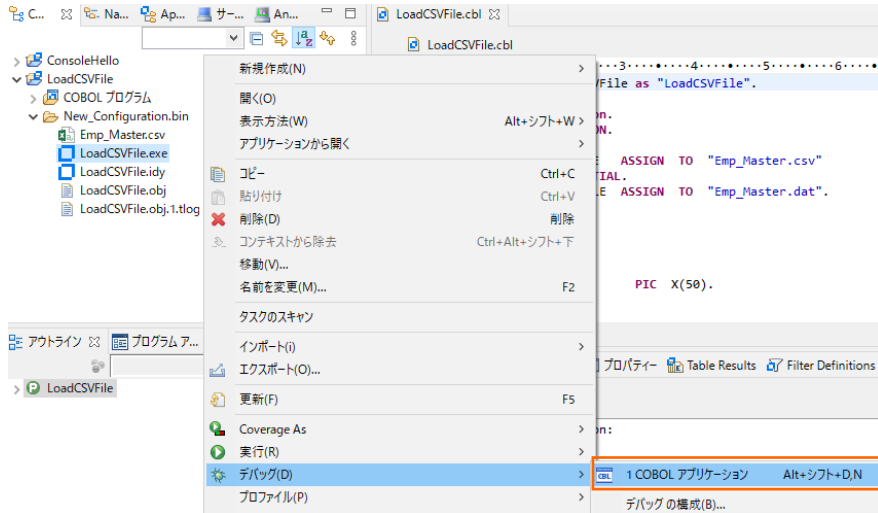 C...
Na...
Ap...
サー...
An...
LoadCSVFile.cbl
LoadCSVFile.cbl
ConsoleHello
LoadCSVFile
COBOL プログラム
New_Configuration.bin
Emp_Master.csv
LoadCSVFile.exe
LoadCSVFile.idy
LoadCSVFile.obj
LoadCSVFile.obj.1.tlog
新規作成(N)
開く(O)
表示方法(W) Alt+シフト+W
アプリケーションから開く
コピー Ctrl+C
貼り付け Ctrl+V
削除(D) 削除
コンテキストから除去 Ctrl+Alt+シフト+下
移動(V)...
名前を変更(M)... F2
タスクのスキャン
インポート(i)
エクスポート(O)...
更新(F) F5
Coverage As
実行(R)
デバッグ(D)
プロファイル(P)
1 COBOL アプリケーション Alt+シフト+D,N
デバッグの構成(B)...
···3····•····4····•····5····•····6····•
File as "LoadCSVFile".
on.
ON.
E ASSIGN TO "Emp_Master.csv"
TIAL.
LE ASSIGN TO "Emp_Master.dat".
PIC X(50).
アウトライン
プログラム ア...
LoadCSVFile
プロパティー
Table Results
Filter Definitions
on: